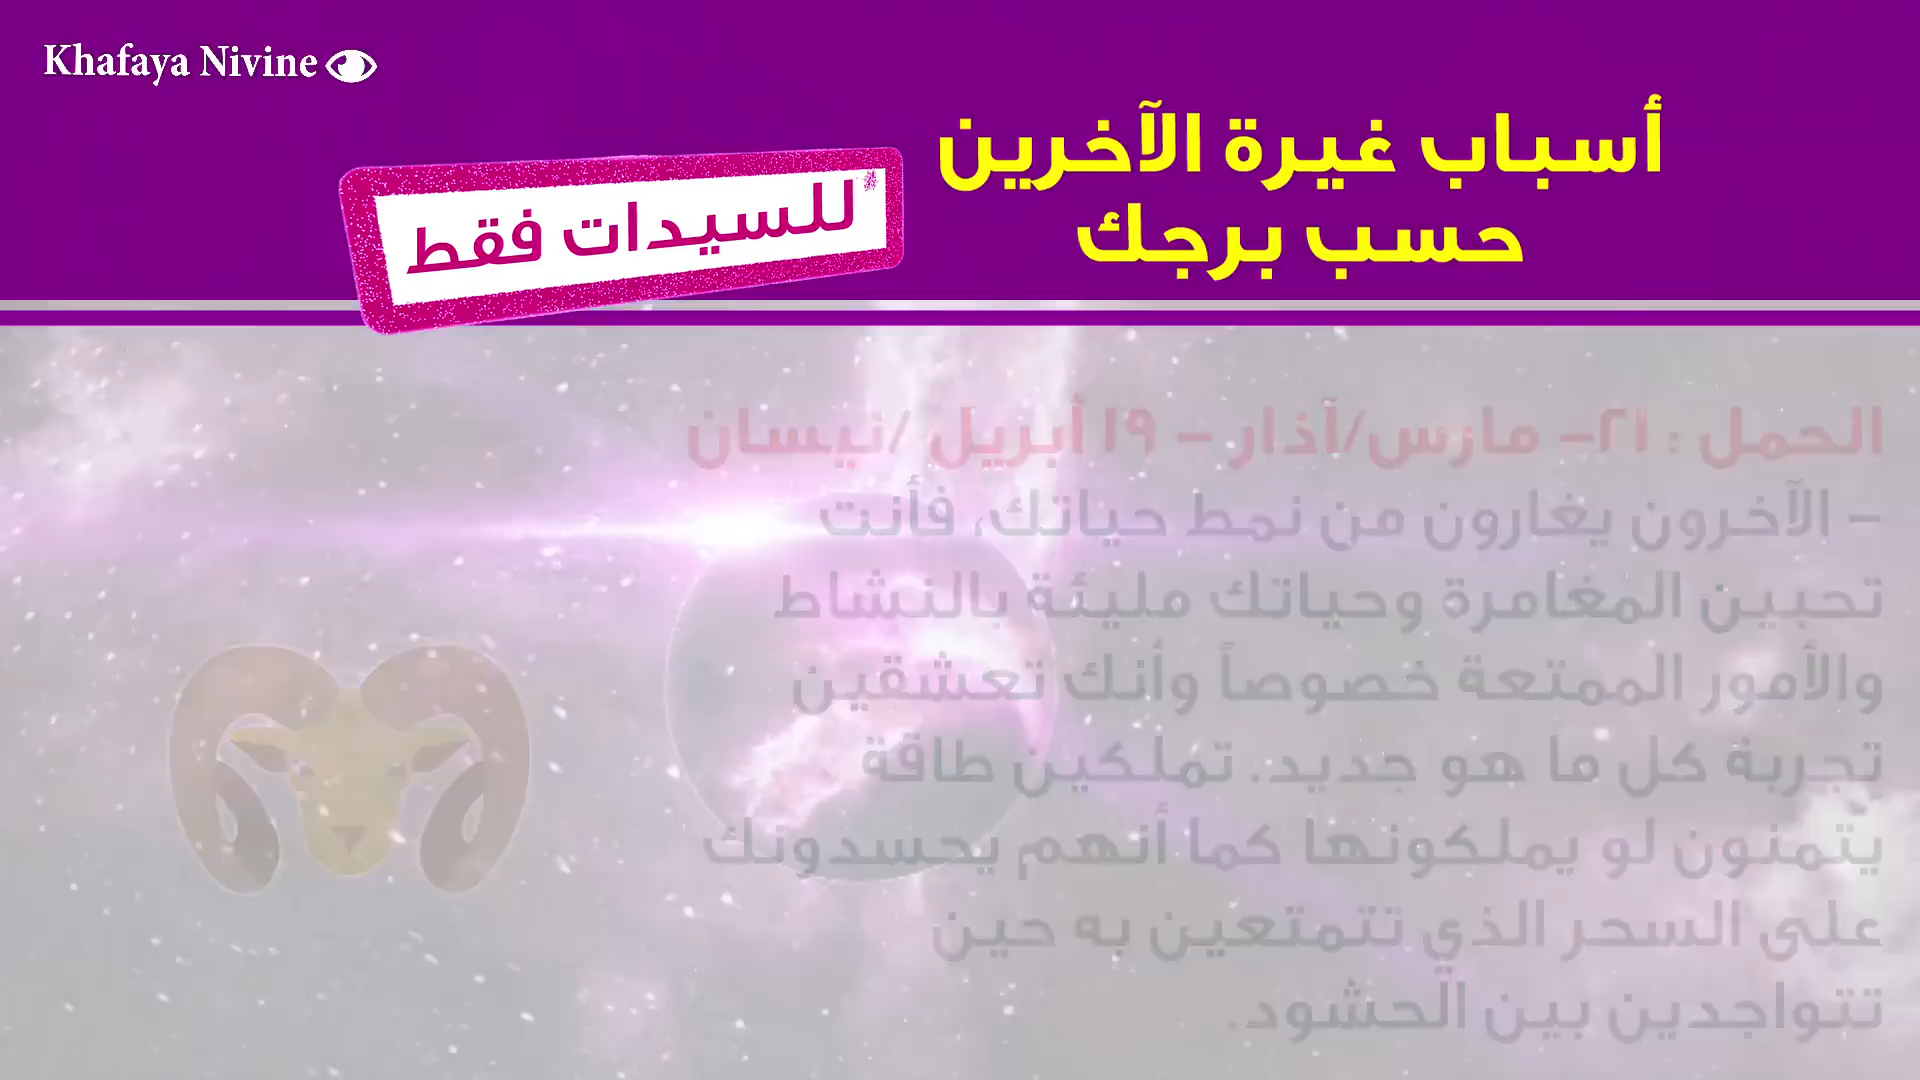 Khafaya Nivine
أسباب غيرة الآخرين
حسب برجك
*للسيدات فقط
الحمل : ٢١- مارس/آذار - ١٩ أبريل /نيسان
- الآخرون يغارون من نمط حياتك، فأنت
تحبين المغامرة وحياتك مليئة بالنشاط
والأمور الممتعة خصوصاً وأنك تعشقين
تجربة كل ما هو جديد. تملكين طاقة
يتمنون لو يملكونها كما أنهم يحسدونك
على السحر الذي تتمتعين به حين
تتواجدين بين الحشود.